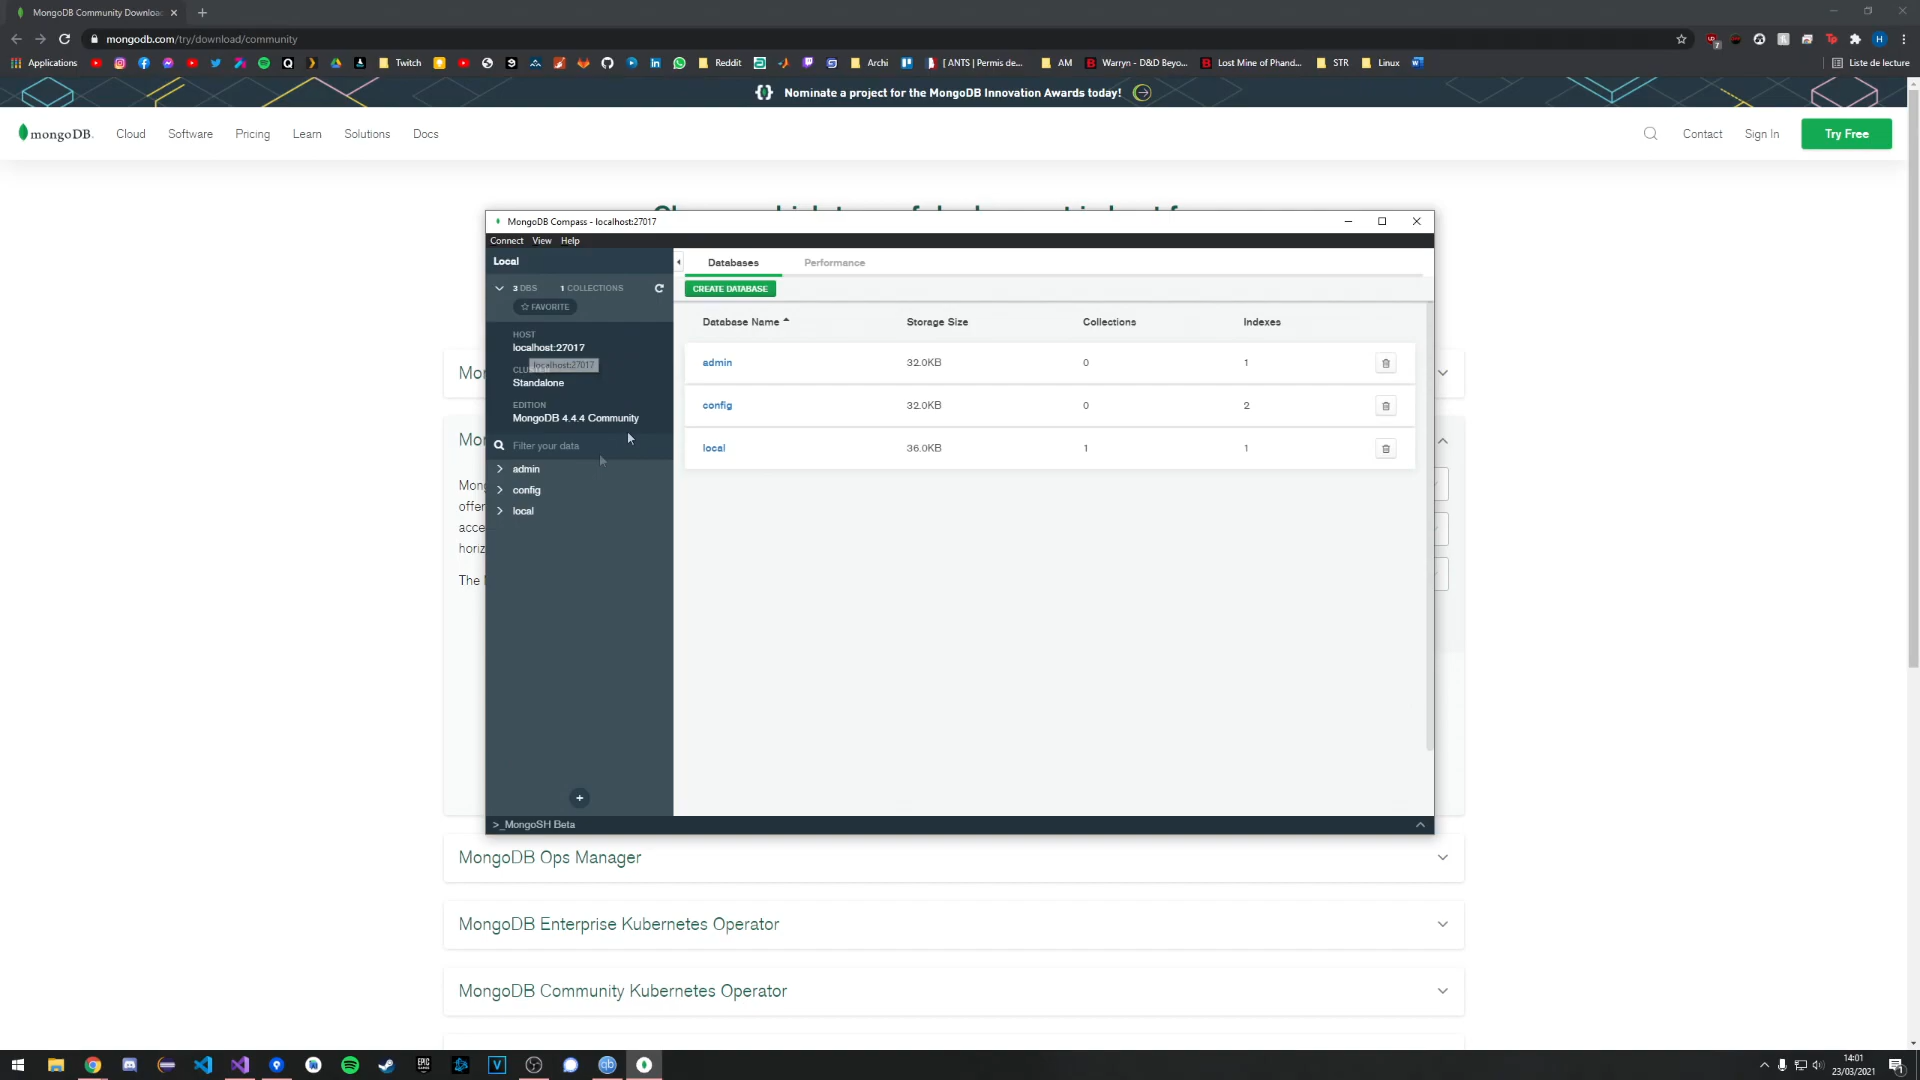 MongoDB Community Downloa
mongodb.com/try/download/community
Applications
Twitch
Reddit
Archi
[ ANTS ] Permis de...
AM
Warryn - D&D Beyo...
Lost Mine of Phand...
STR
Linux
Liste de lecture
Nominate a project for the MongoDB Innovation Awards today!
mongoDB.
Cloud
Software
Pricing
Learn
Solutions
Docs
Contact
Sign In
Try Free
MongoDB Compass - localhost:27017
Connect
View
Help
Local
Databases
Performance
3 DBS
1 COLLECTIONS
FAVORITE
CREATE DATABASE
HOST
localhost:27017
localhost:27017
Standalone
EDITION
MongoDB 4.4.4 Community
Filter your data
admin
config
local
Database Name
Storage Size
Collections
Indexes
admin
32.0KB
0
1
config
32.0KB
0
2
local
36.0KB
1
1
>_MongoSH Beta
The
MongoDB Ops Manager
MongoDB Enterprise Kubernetes Operator
MongoDB Community Kubernetes Operator
EPIC GAMES
14:01
23/03/2021